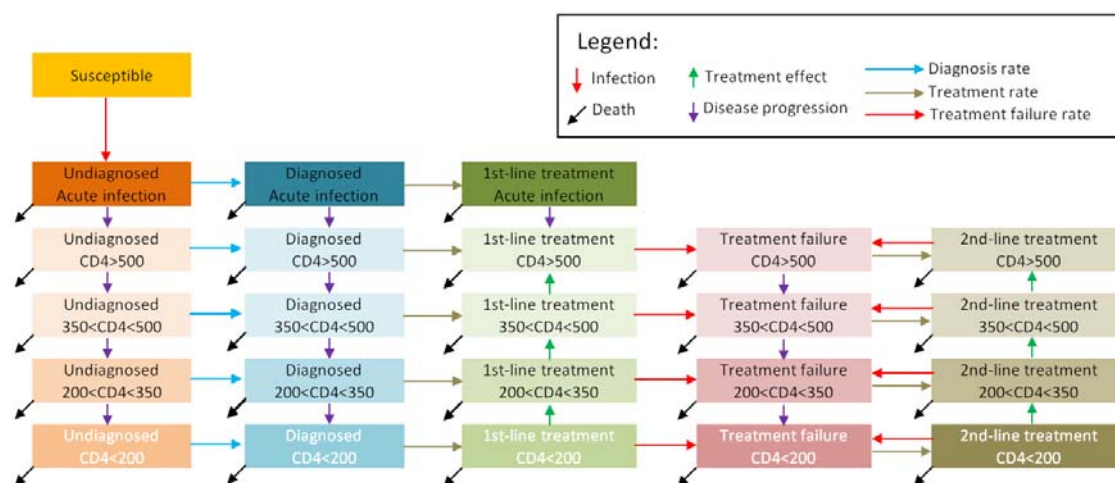 Legend:
Infection
Treatment effect
Diagnosis rate
Death
Disease progression
Treatment rate
Treatment failure rate
Susceptible
Undiagnosed
Acute infection
Diagnosed
Acute infection
1st-line treatment
Acute infection
Undiagnosed
CD4>500
Diagnosed
CD4>500
1st-line treatment
CD4>500
Treatment failure
CD4>500
2nd-line treatment
CD4>500
Undiagnosed
350<CD4<500
Diagnosed
350<CD4<500
1st-line treatment
350<CD4<500
Treatment failure
350<CD4<500
2nd-line treatment
350<CD4<500
Undiagnosed
200<CD4<350
Diagnosed
200<CD4<350
1st-line treatment
200<CD4<350
Treatment failure
200<CD4<350
2nd-line treatment
200<CD4<350
Undiagnosed
CD4<200
Diagnosed
CD4<200
1st-line treatment
CD4<200
Treatment failure
CD4<200
2nd-line treatment
CD4<200